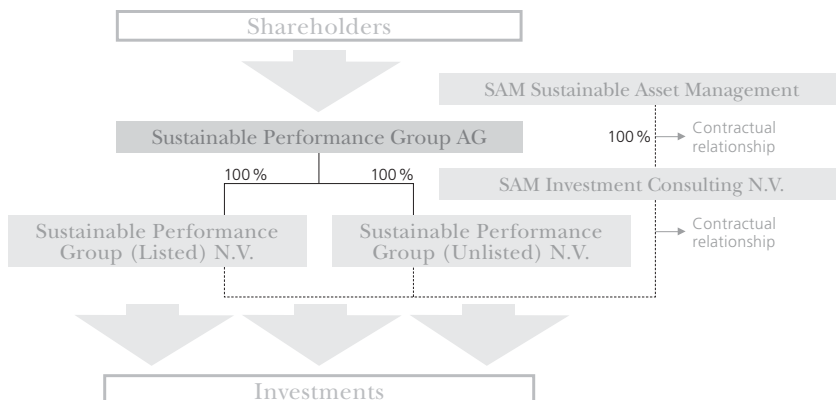 Shareholders
SAM Sustainable Asset Management
Sustainable Performance Group AG
100 %
Contractual
relationship
100 %
100 %
SAM Investment Consulting N.V.
Sustainable Performance
Group (Listed) N.V.
Sustainable Performance
Group (Unlisted) N.V.
Contractual
relationship
Investments